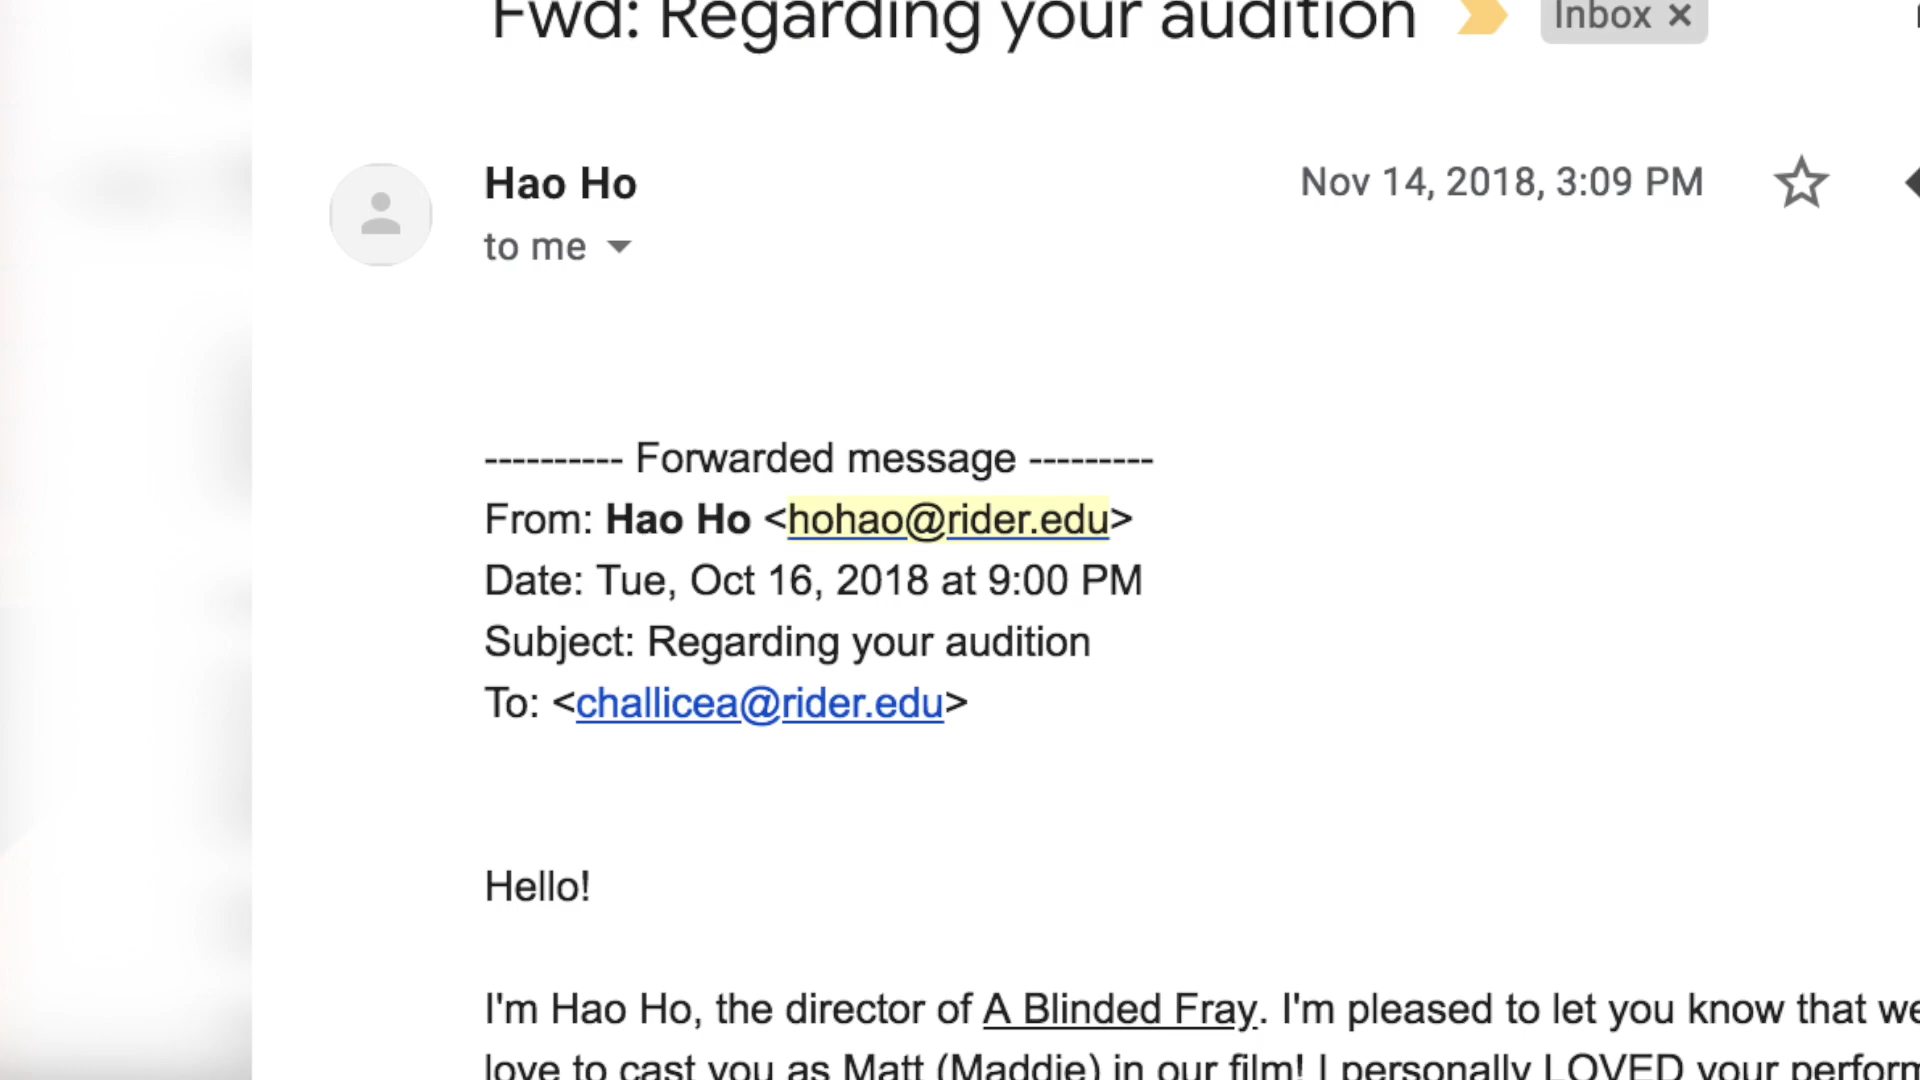 Fwd: Regarding your audition Inbox ×
Hao Ho Nov 14, 2018, 3:09 PM
to me
---------- Forwarded message ---------
From: Hao Ho <hohao@rider.edu>
Date: Tue, Oct 16, 2018 at 9:00 PM
Subject: Regarding your audition
To: <challicea@rider.edu>
Hello!
I'm Hao Ho, the director of A Blinded Fray. I'm pleased to let you know that we
love to cast you as Matt (Maddie) in our film! I personally LOVED your perform